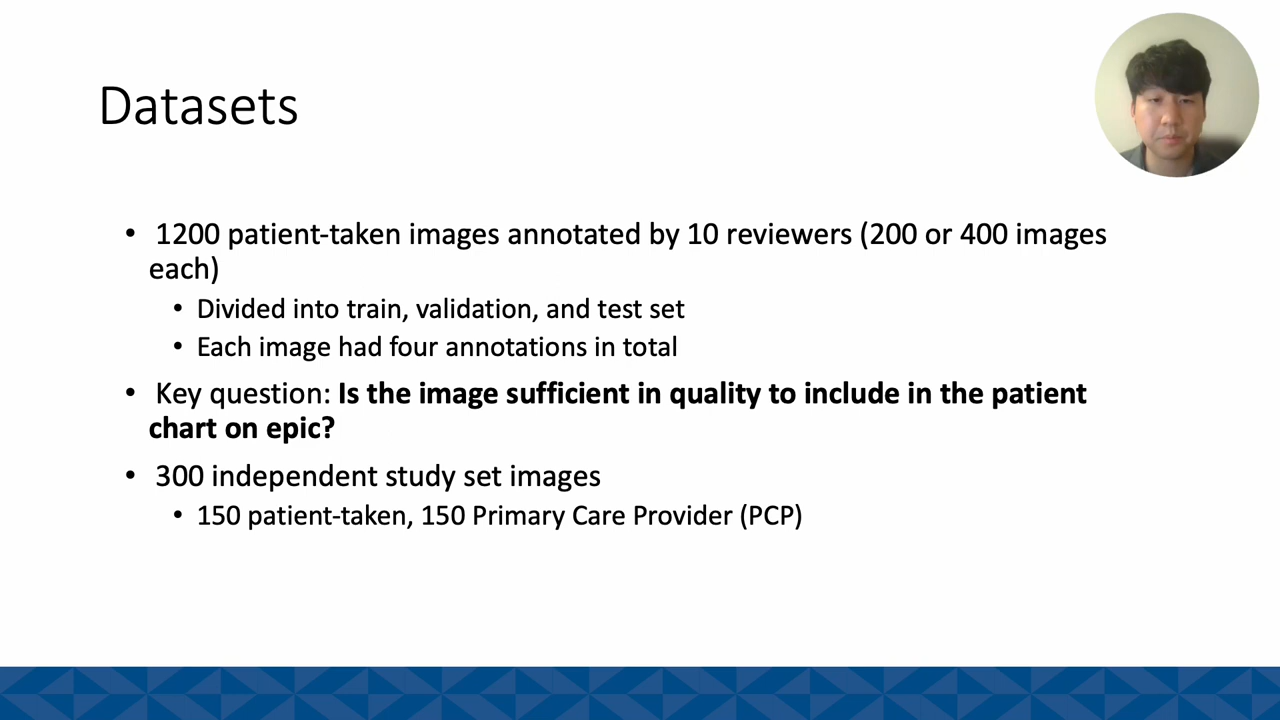 Datasets
• 1200 patient-taken images annotated by 10 reviewers (200 or 400 images
each)
• Divided into train, validation, and test set
• Each image had four annotations in total
• Key question: Is the image sufficient in quality to include in the patient
chart on epic?
• 300 independent study set images
• 150 patient-taken, 150 Primary Care Provider (PCP)